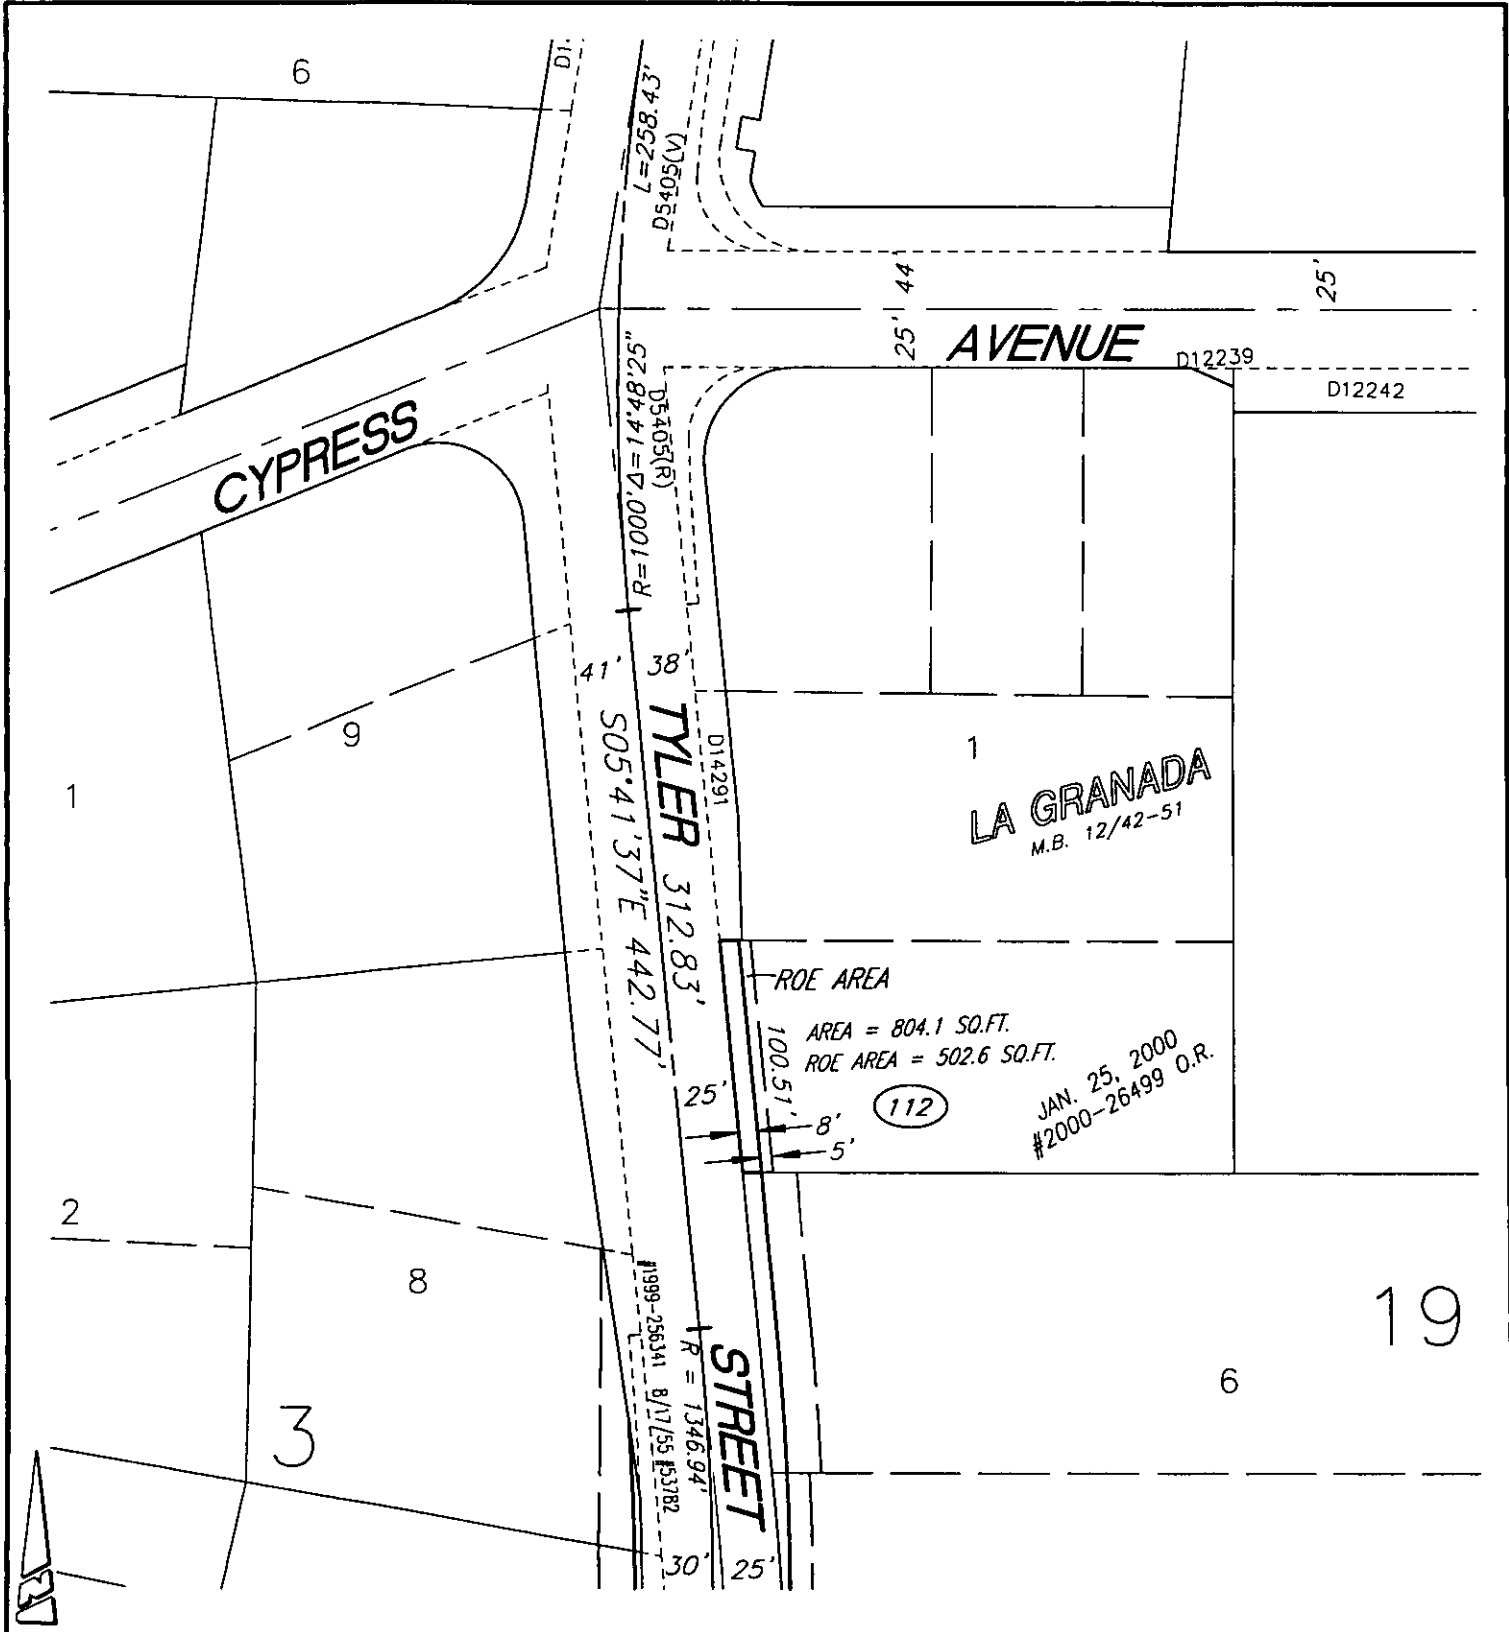 6
D1.
L=258.43'
D5405(V)
44'
25'
25'
AVENUE
D12239
D12242
CYPRESS
R=1000' Δ=14°48'25"
D5405(R)
41'
38'
TYLER
312.83'
S05°41'37"E 442.77'
D14291
9
1
1
LA GRANADA
M.B. 12/42-51
ROE AREA
AREA = 804.1 SQ.FT.
ROE AREA = 502.6 SQ.FT.
100.51'
112
JAN. 25, 2000
#2000-26499 O.R.
25'
8'
5'
2
8
#1999-256341 8/17/55 #53782
R = 1346.94'
STREET
19
6
3
30'
25'
N